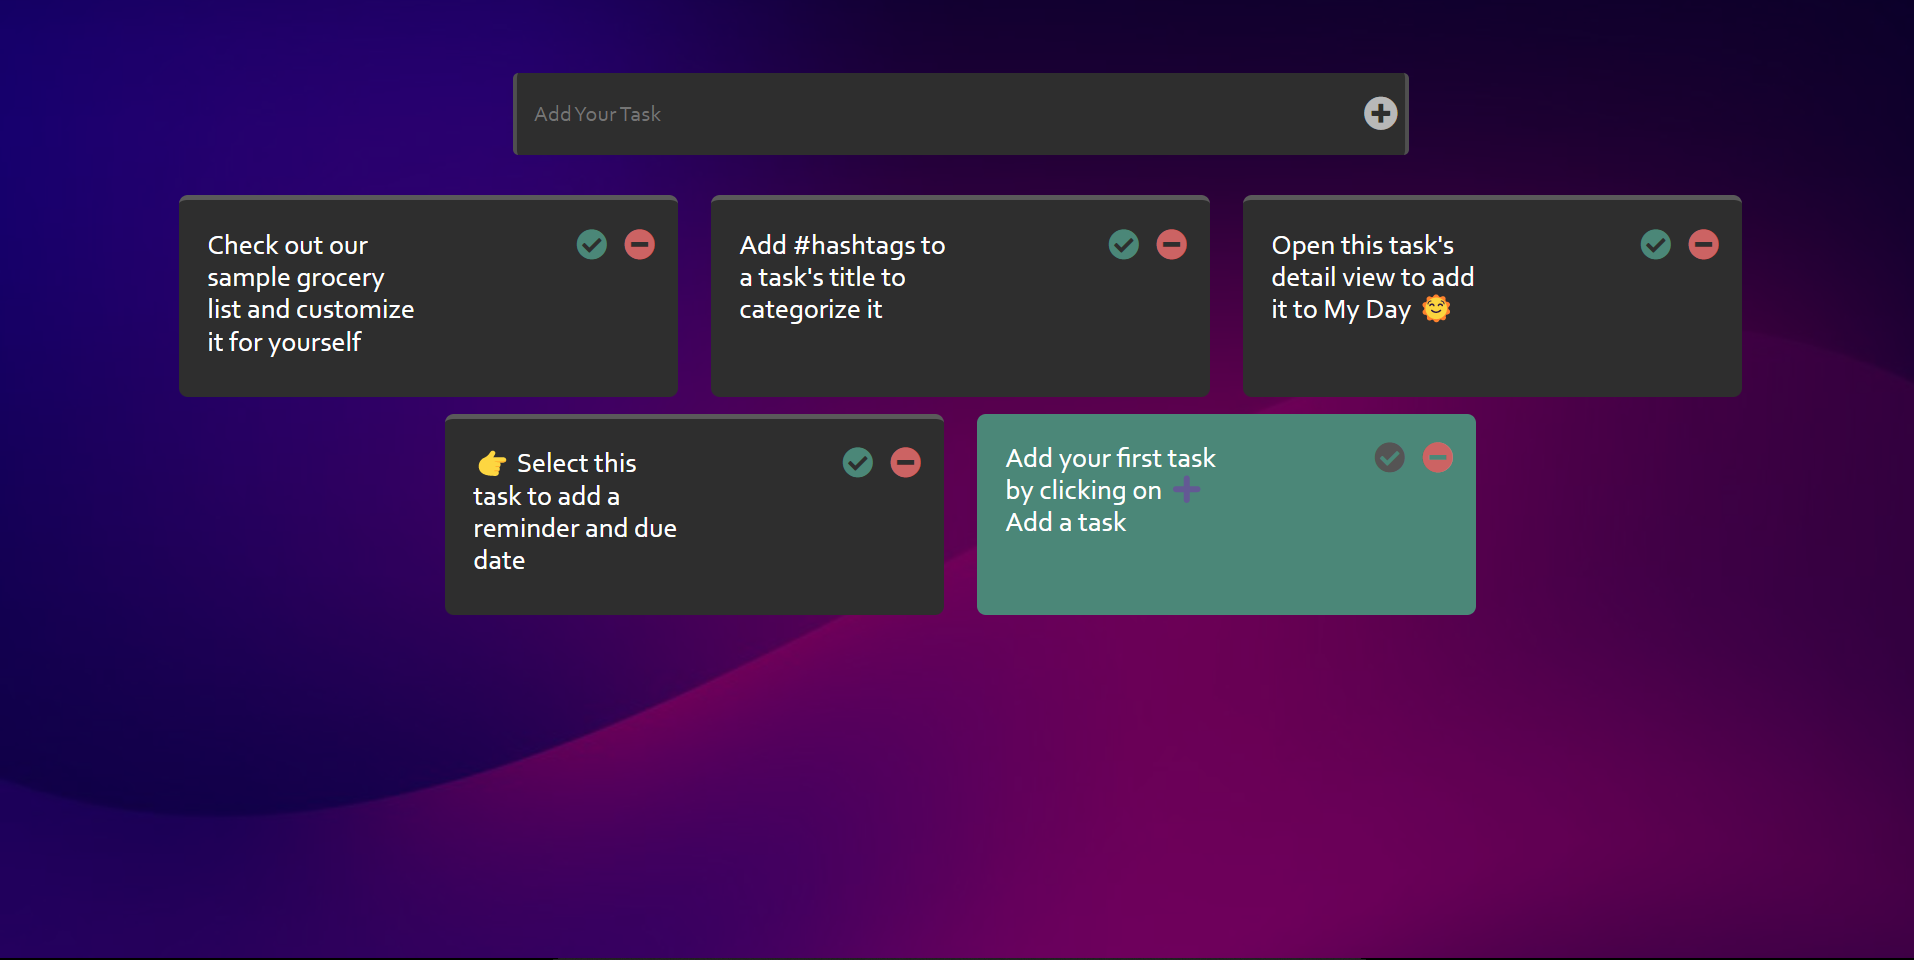 Add Your Task
Check out our
sample grocery
list and customize
it for yourself
Add #hashtags to
a task's title to
categorize it
Open this task's
detail view to add
it to My Day 🌞
👉 Select this
task to add a
reminder and due
date
Add your first task
by clicking on ➕
Add a task